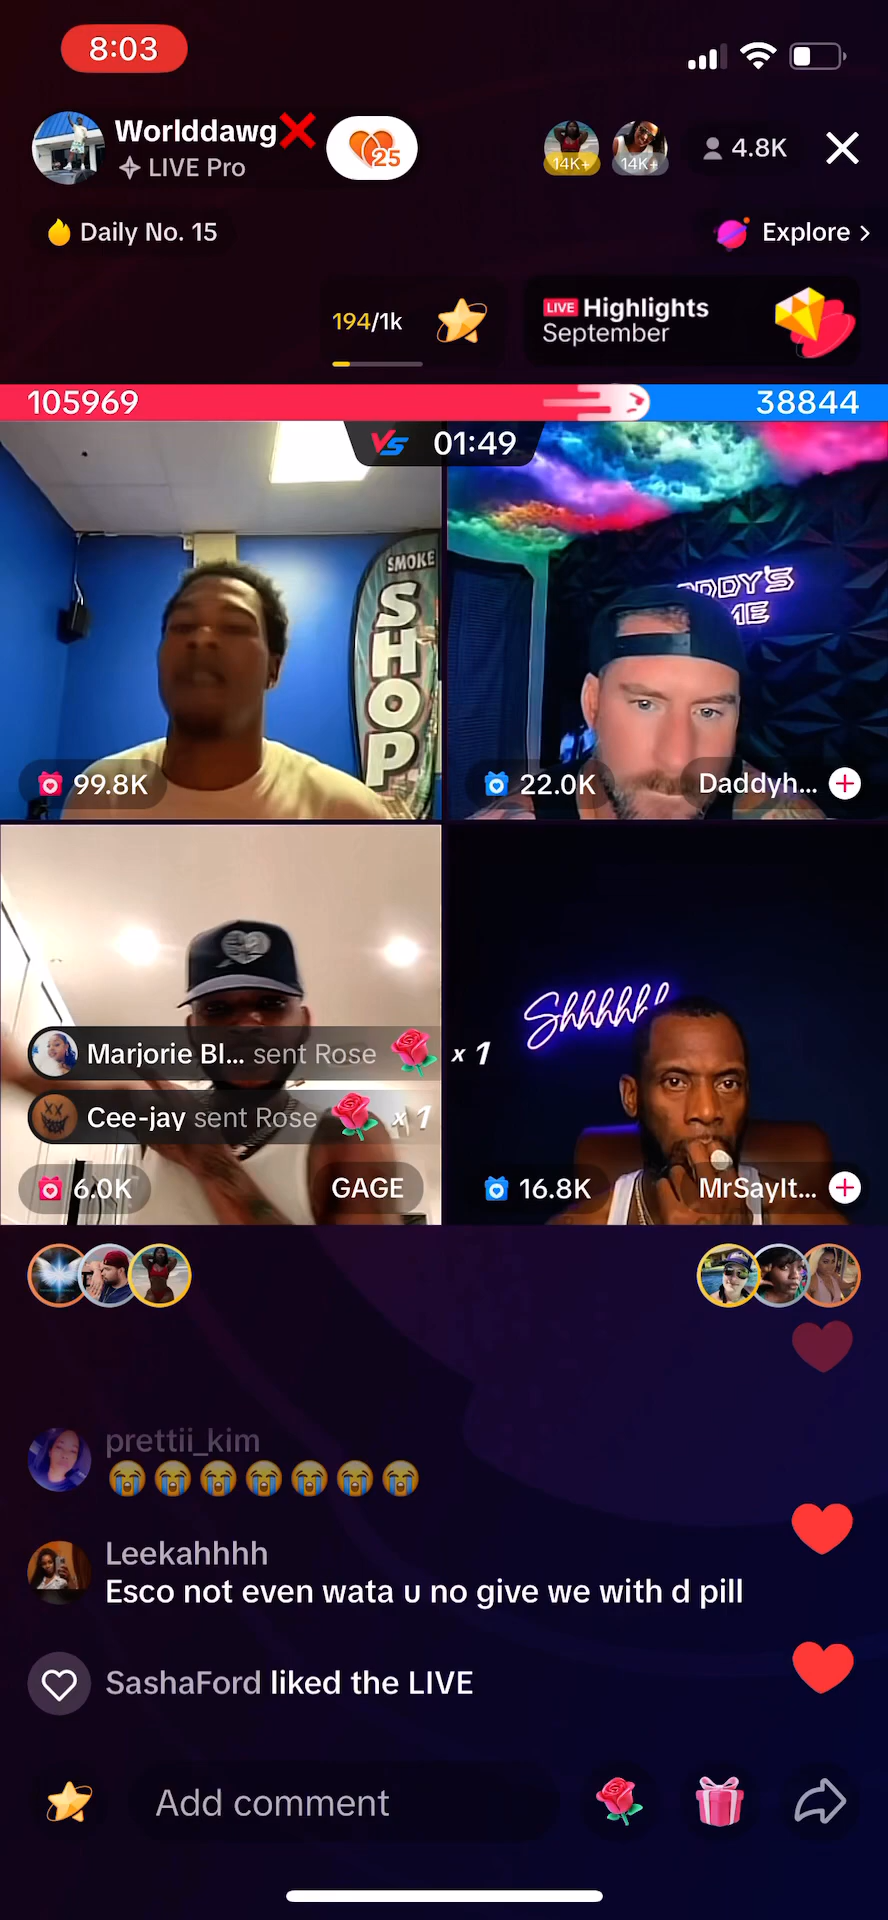 8:03
Worlddawg❌
LIVE Pro
25
14K+
14K+
4.8K
Daily No. 15
Explore >
194/1k
LIVE Highlights
September
105969
38844
VS 01:49
SMOKE
SHOP
DDY'S
ME
99.8K
22.0K
Daddyh...
Shhhhhh
Marjorie Bl... sent Rose x 1
Cee-jay sent Rose x 1
6.0K
GAGE
16.8K
MrSayIt...
prettii_kim
😭😭😭😭😭😭😭
Leekahhhh
Esco not even wata u no give we with d pill
SashaFord liked the LIVE
Add comment